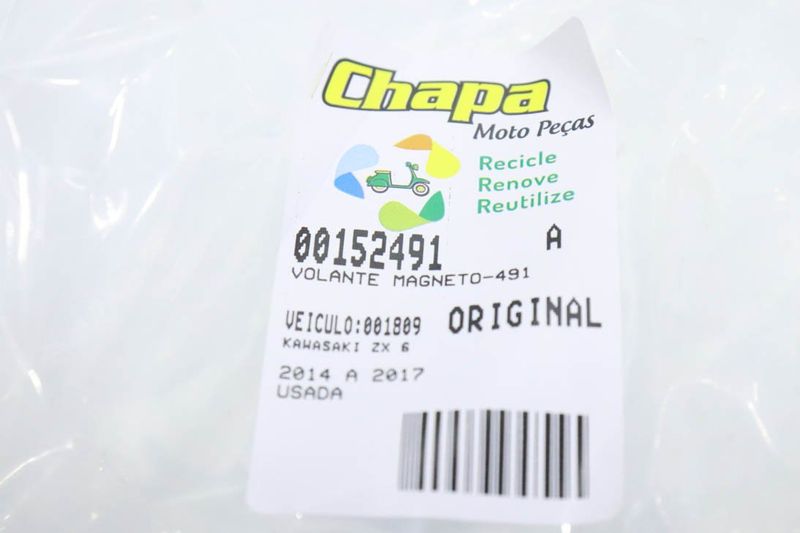 Chapa
Moto Peças
Recicle
Renove
Reutilize
00152491 A
VOLANTE MAGNETO-491
VEICULO:001809 ORIGINAL
KAWASAKI ZX 6
2014 A 2017
USADA